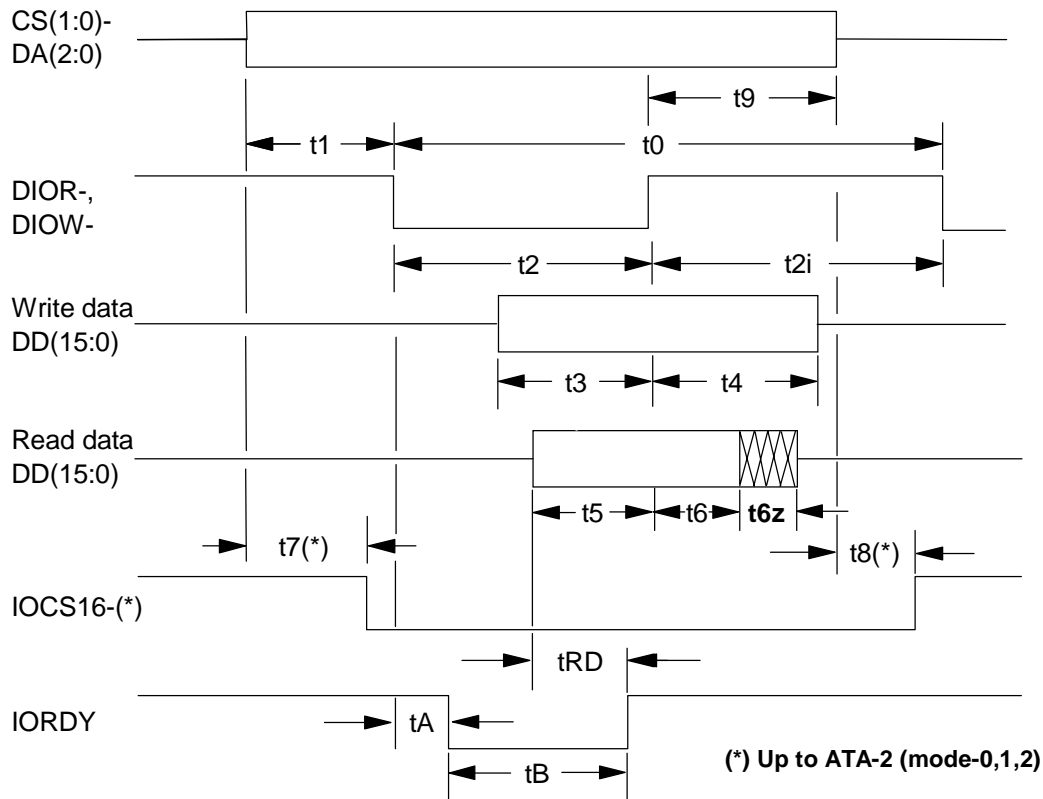 CS(1:0)-
DA(2:0)
t9
t1
t0
DIOR-,
DIOW-
t2
t2i
Write data
DD(15:0)
t3
t4
Read data
DD(15:0)
t5
t6
t6z
t7(*)
t8(*)
IOCS16-(*)
tRD
IORDY
tA
tB
(*) Up to ATA-2 (mode-0,1,2)